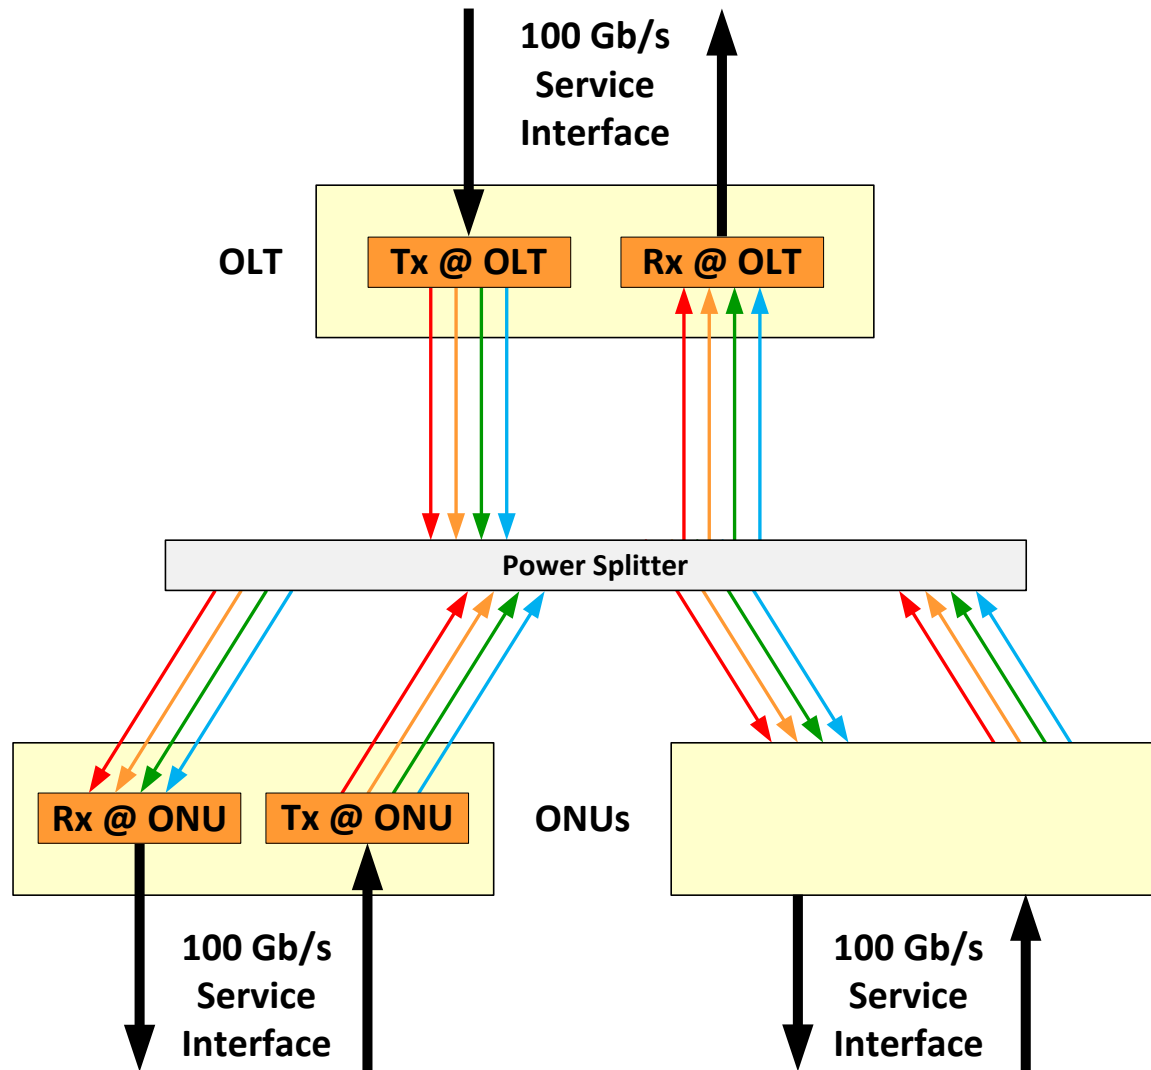 100 Gb/s
Service
Interface
OLT
Tx @ OLT
Rx @ OLT
Power Splitter
Rx @ ONU
Tx @ ONU
ONUs
100 Gb/s
Service
Interface
100 Gb/s
Service
Interface